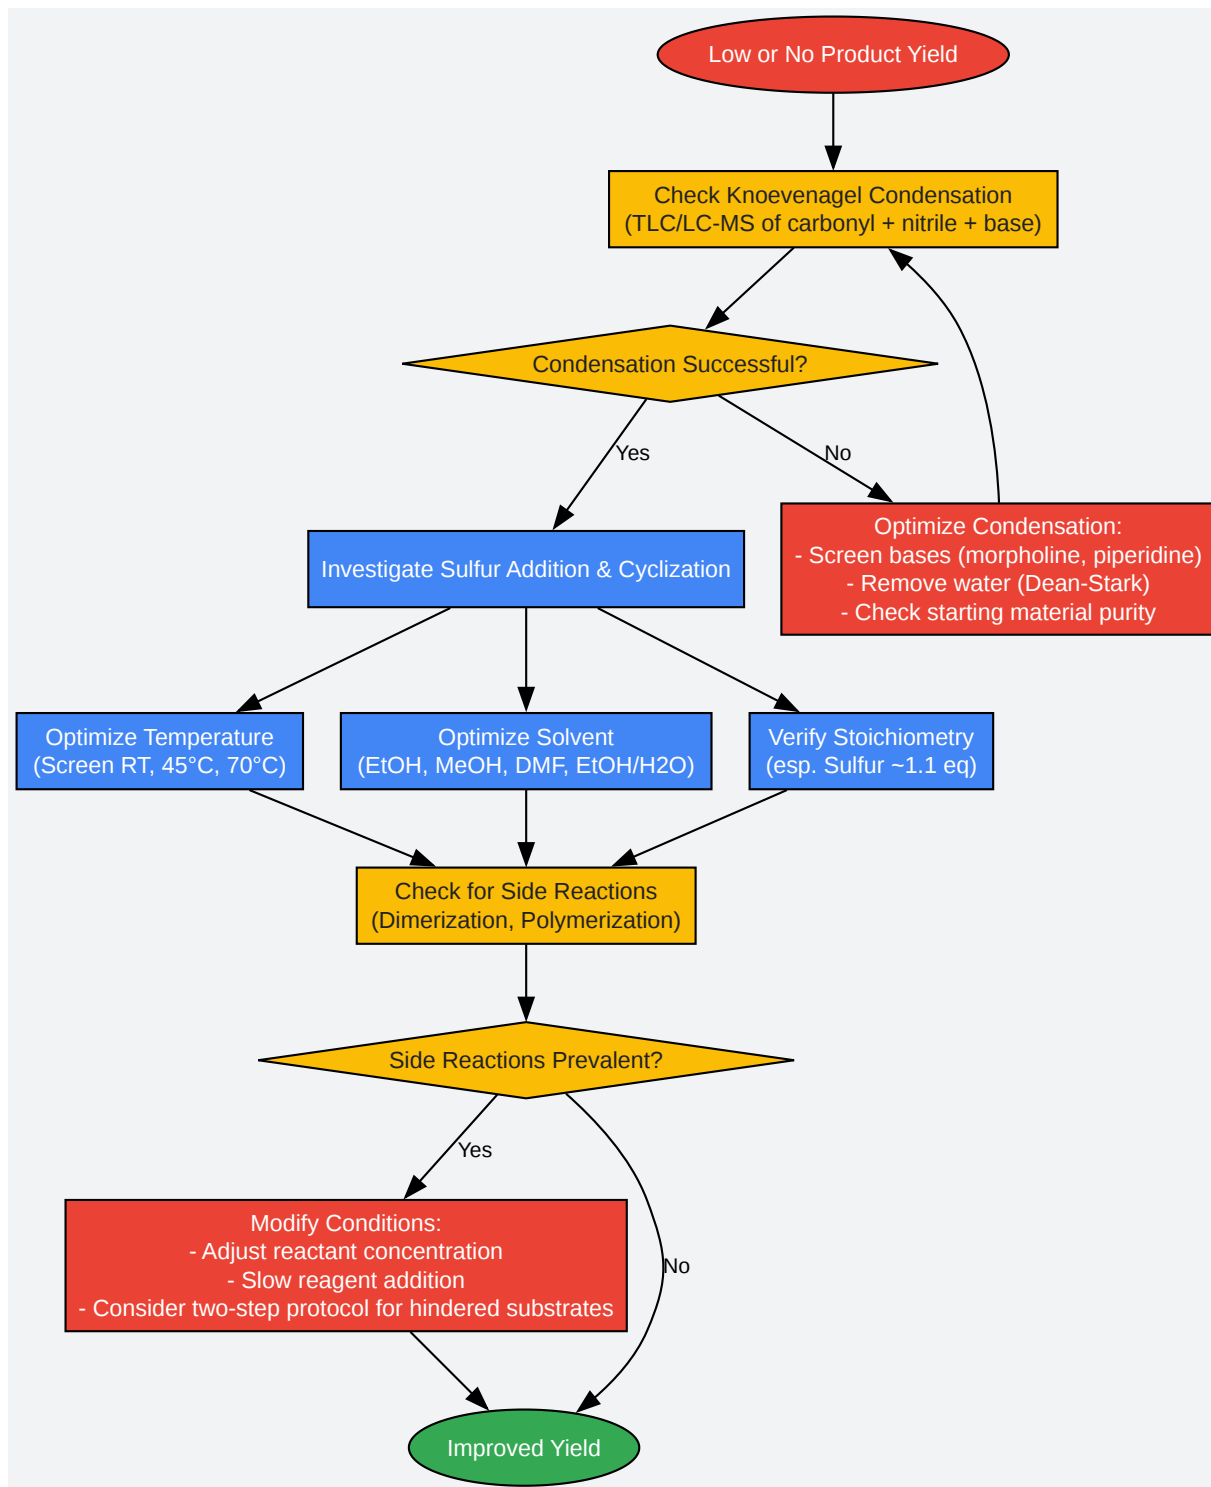 Low or No Product Yield
Check Knoevenagel Condensation
(TLC/LC-MS of carbonyl + nitrile + base)
Condensation Successful?
Yes
No
Optimize Condensation:
- Screen bases (morpholine, piperidine)
- Remove water (Dean-Stark)
- Check starting material purity
Investigate Sulfur Addition & Cyclization
Optimize Temperature
(Screen RT, 45°C, 70°C)
Optimize Solvent
(EtOH, MeOH, DMF, EtOH/H2O)
Verify Stoichiometry
(esp. Sulfur ~1.1 eq)
Check for Side Reactions
(Dimerization, Polymerization)
Side Reactions Prevalent?
Yes
No
Modify Conditions:
- Adjust reactant concentration
- Slow reagent addition
- Consider two-step protocol for hindered substrates
Improved Yield